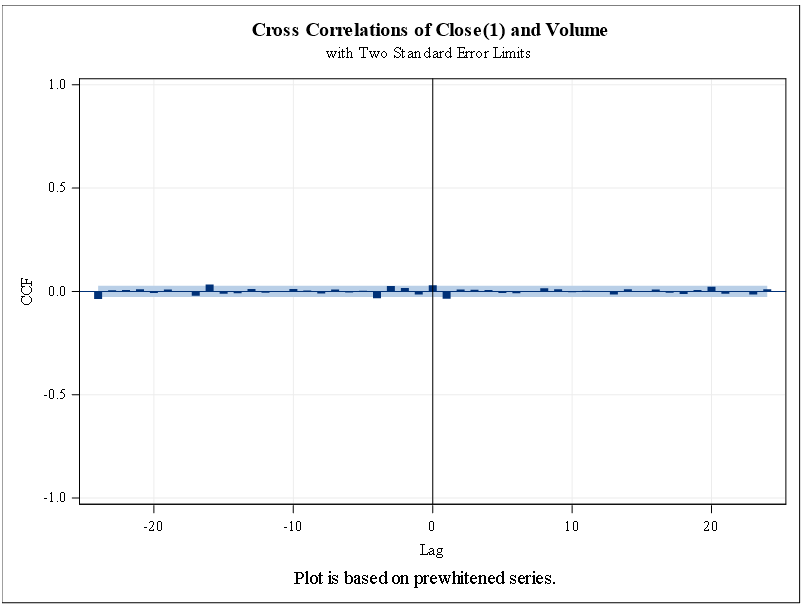 Cross Correlations of Close(1) and Volume
with Two Standard Error Limits
1.0
0.5
0.0
-0.5
-1.0
CCF
-20 -10 0 10 20
Lag
Plot is based on prewhitened series.